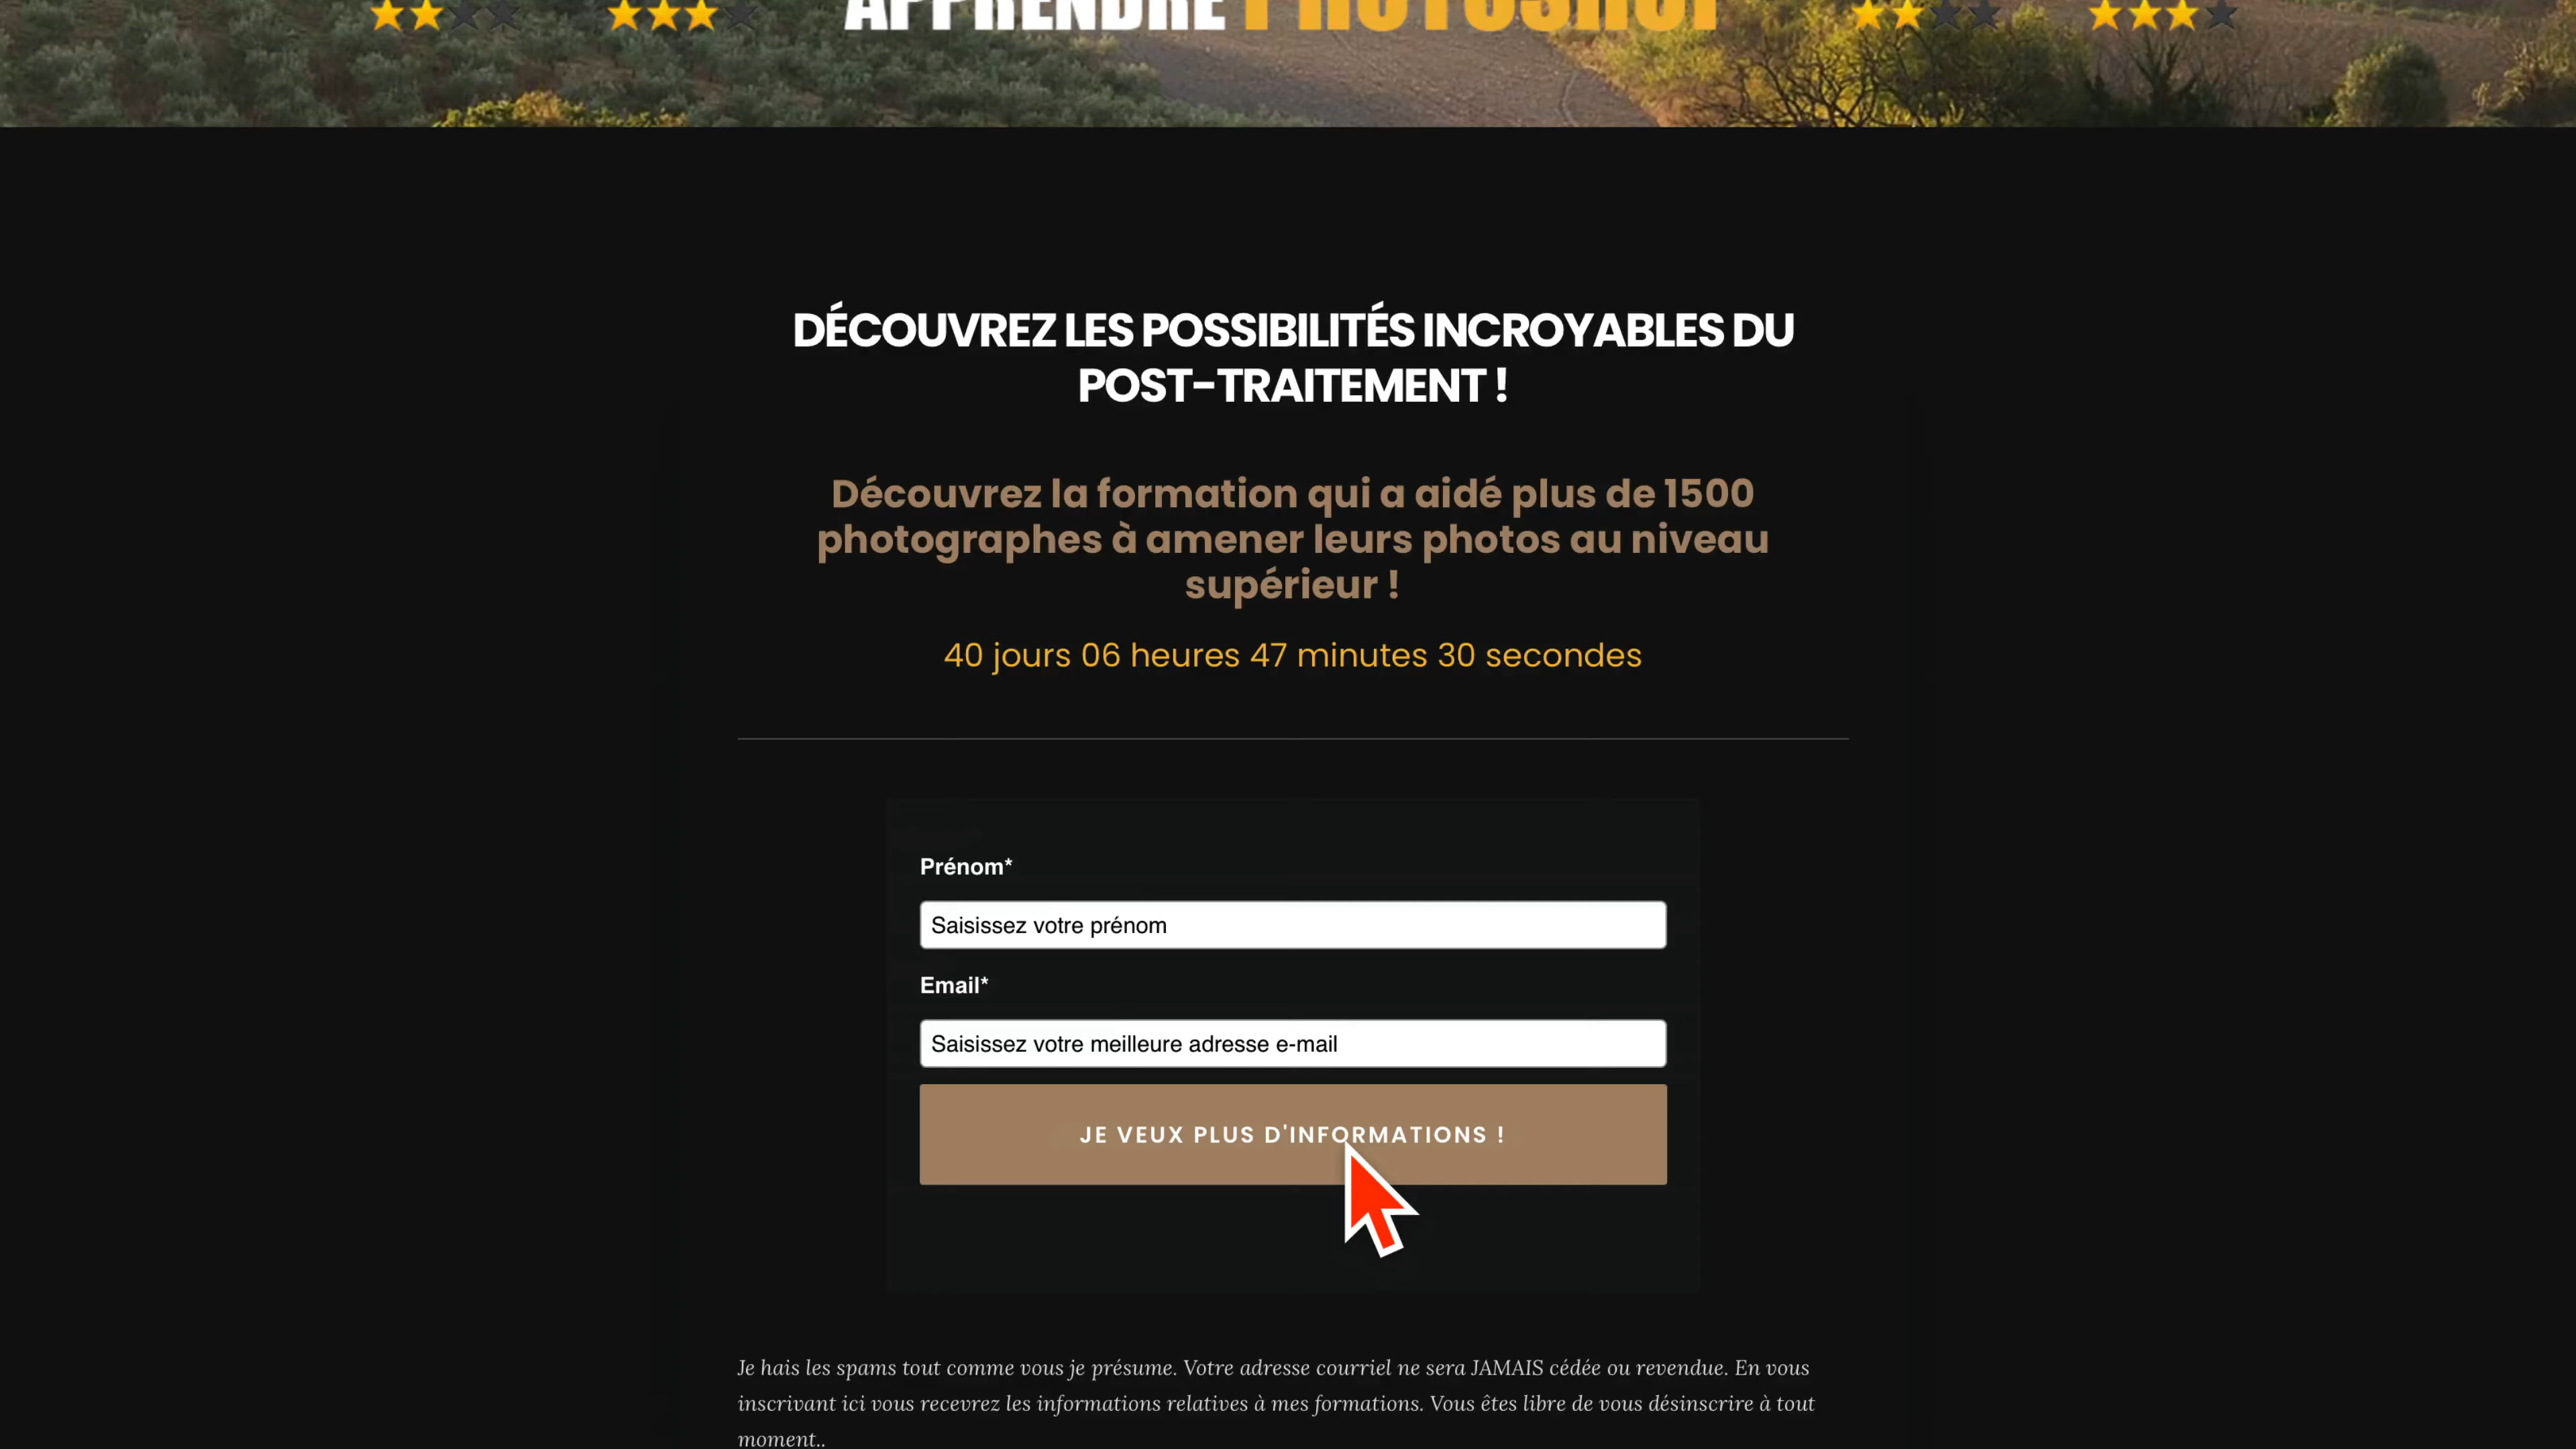 APPRENDRE PHOTOSHOP
DÉCOUVREZ LES POSSIBILITÉS INCROYABLES DU
POST-TRAITEMENT !
Découvrez la formation qui a aidé plus de 1500
photographes à amener leurs photos au niveau
supérieur !
40 jours 06 heures 47 minutes 30 secondes
Prénom*
Saisissez votre prénom
Email*
Saisissez votre meilleure adresse e-mail
JE VEUX PLUS D'INFORMATIONS !
Je hais les spams tout comme vous je présume. Votre adresse courriel ne sera JAMAIS cédée ou revendue. En vous
inscrivant ici vous recevrez les informations relatives à mes formations. Vous êtes libre de vous désinscrire à tout
moment..